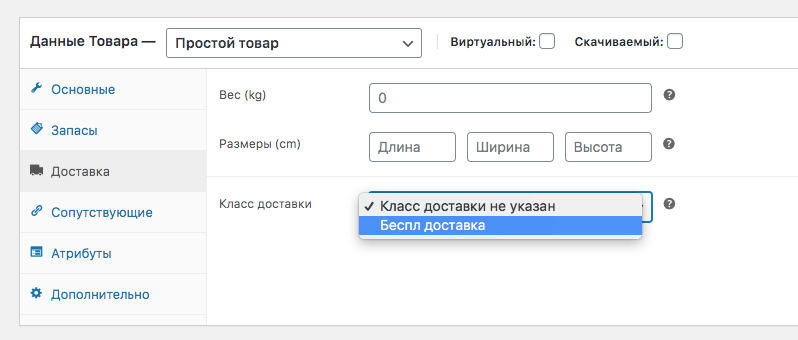 Данные Товара — Простой товар Виртуальный: Скачиваемый:
Основные
Запасы
Доставка
Сопутствующие
Атрибуты
Дополнительно
Вес (kg) 0
Размеры (cm) Длина Ширина Высота
Класс доставки
✓ Класс доставки не указан
Беспл доставка